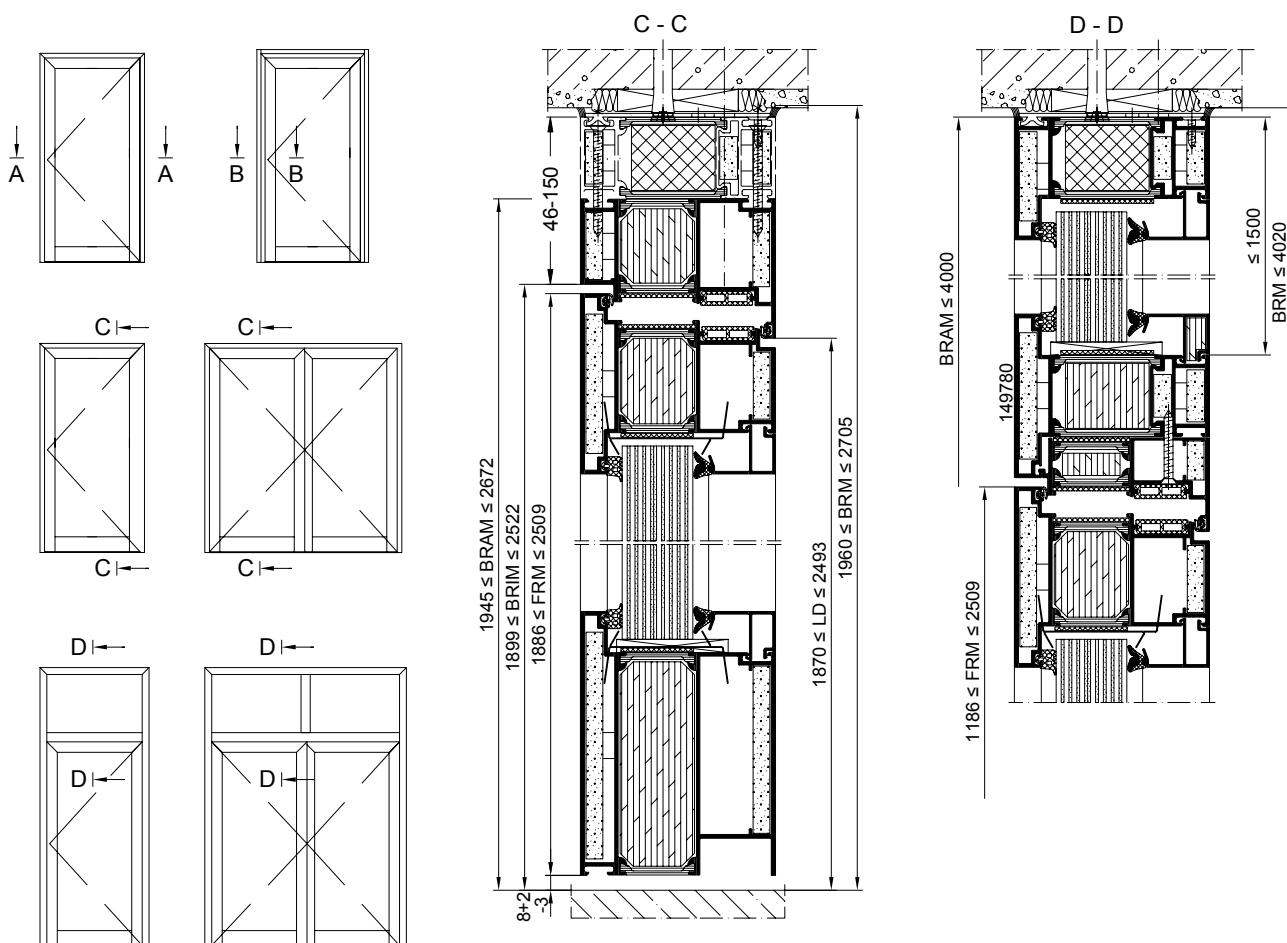 C - C
D - D
A
A
B
B
C
C
C
C
D
D
D
D
46-150
1945 ≤ BRAM ≤ 2672
1899 ≤ BRIM ≤ 2522
1886 ≤ FRM ≤ 2509
8+2
-3
1870 ≤ LD ≤ 2493
1960 ≤ BRM ≤ 2705
BRAM ≤ 4000
149780
1186 ≤ FRM ≤ 2509
≤ 1500
BRM ≤ 4020